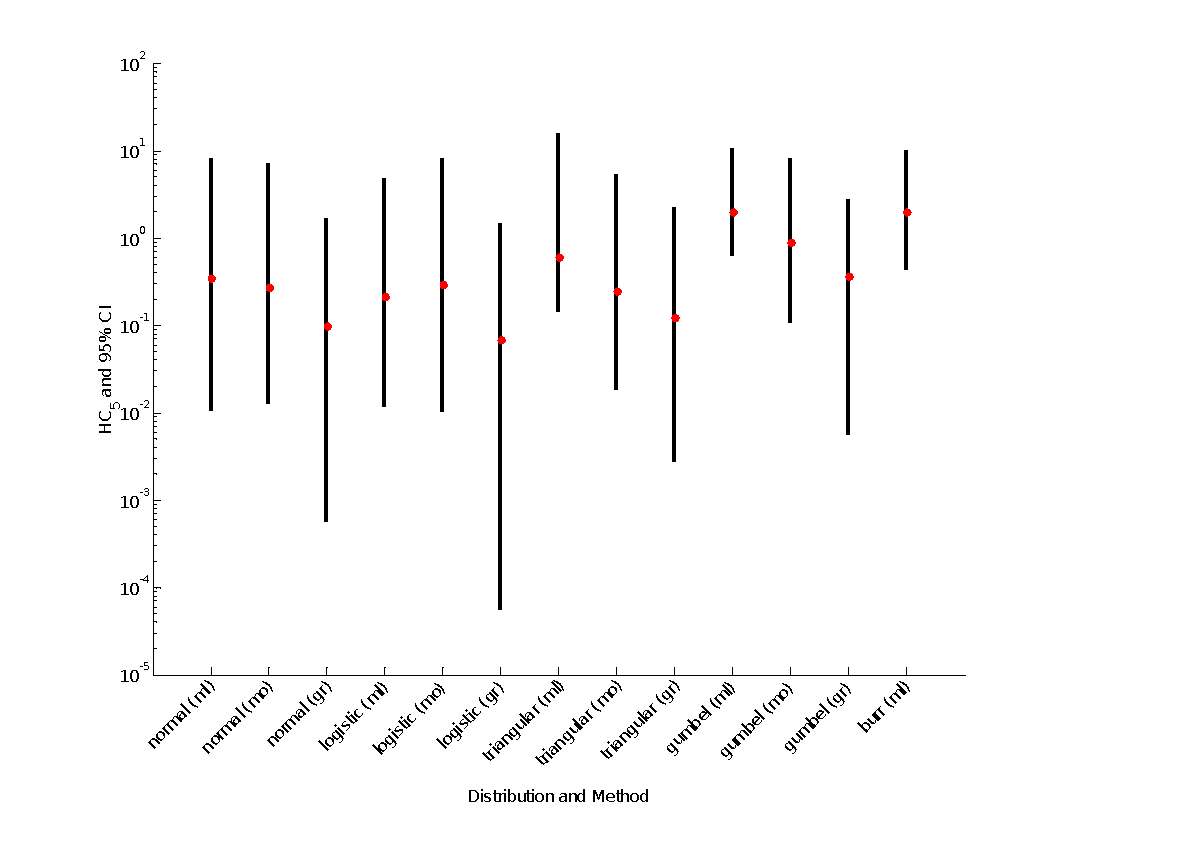 10^2
10^1
10^0
10^-1
10^-2
10^-3
10^-4
10^-5
HC_5 and 95% CI
normal (ml)
normal (mo)
normal (gr)
logistic (ml)
logistic (mo)
logistic (gr)
triangular (ml)
triangular (mo)
triangular (gr)
gumbel (ml)
gumbel (mo)
gumbel (gr)
burr (ml)
Distribution and Method